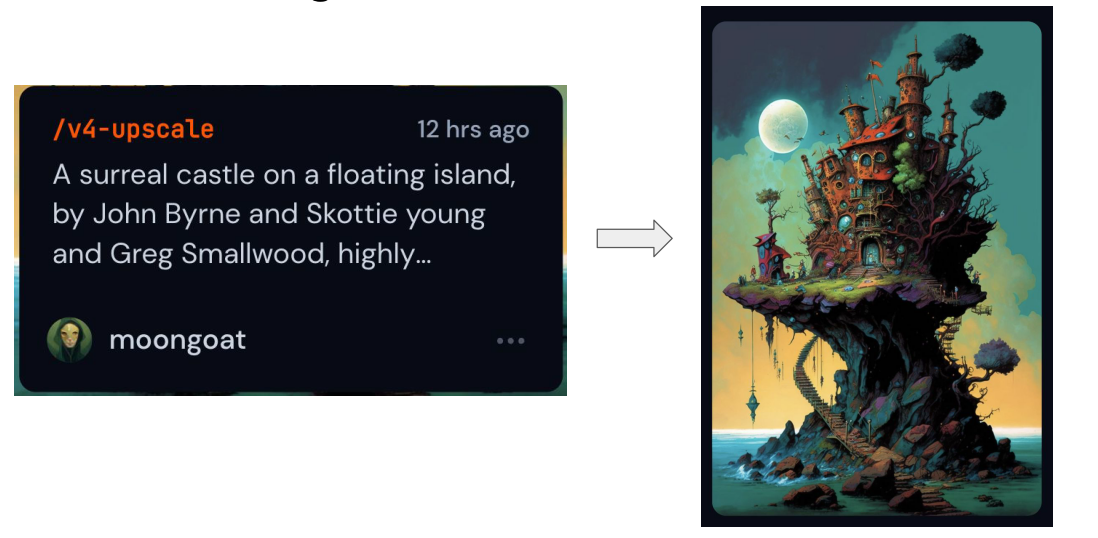 /v4-upscale
12 hrs ago
A surreal castle on a floating island,
by John Byrne and Skottie young
and Greg Smallwood, highly...
moongoat